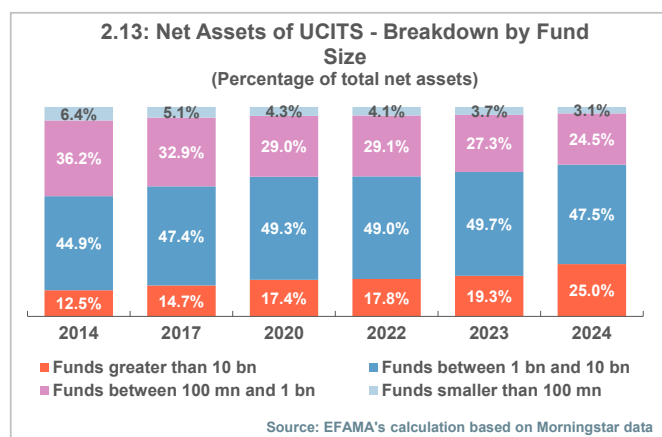 2.13: Net Assets of UCITS - Breakdown by Fund
Size
(Percentage of total net assets)
6.4% 5.1% 4.3% 4.1% 3.7% 3.1%
36.2% 32.9% 29.0% 29.1% 27.3% 24.5%
44.9% 47.4% 49.3% 49.0% 49.7% 47.5%
12.5% 14.7% 17.4% 17.8% 19.3% 25.0%
2014 2017 2020 2022 2023 2024
Funds greater than 10 bn Funds between 1 bn and 10 bn
Funds between 100 mn and 1 bn Funds smaller than 100 mn
Source: EFAMA's calculation based on Morningstar data